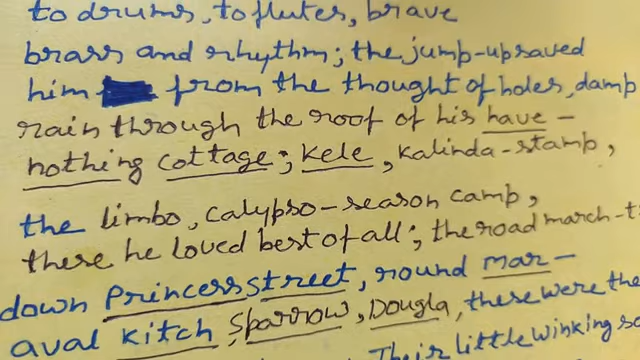 to drums, to flutes, brave
brass and rhythm; the jump-up saved
him from the thought of holes, damp
rain through the roof of his have-
nothing cottage; kele, kalinda-stamp,
the limbo, calypso-season camp,
these he loved best of all; the road march-t
down Princess street, round mar-
aval kitch, Sparrow, Dougla, these were the
Their little winking so